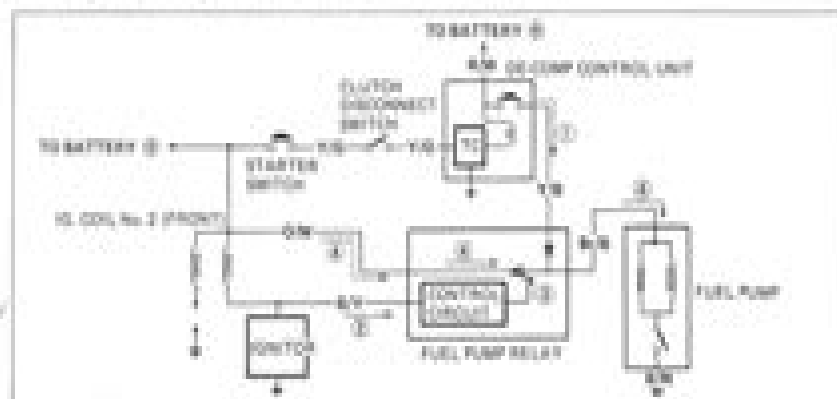 TO BATTERY ⊕
DE-COMP CONTROL UNIT
CLUTCH
DISCONNECT
SWITCH
TO BATTERY ⊕
Y/G
Y/G
TC
STARTER
SWITCH
IG. COIL No. 2 (FRONT)
O/W
CONTROL
CIRCUIT
IGNITOR
FUEL PUMP RELAY
FUEL PUMP
B/W